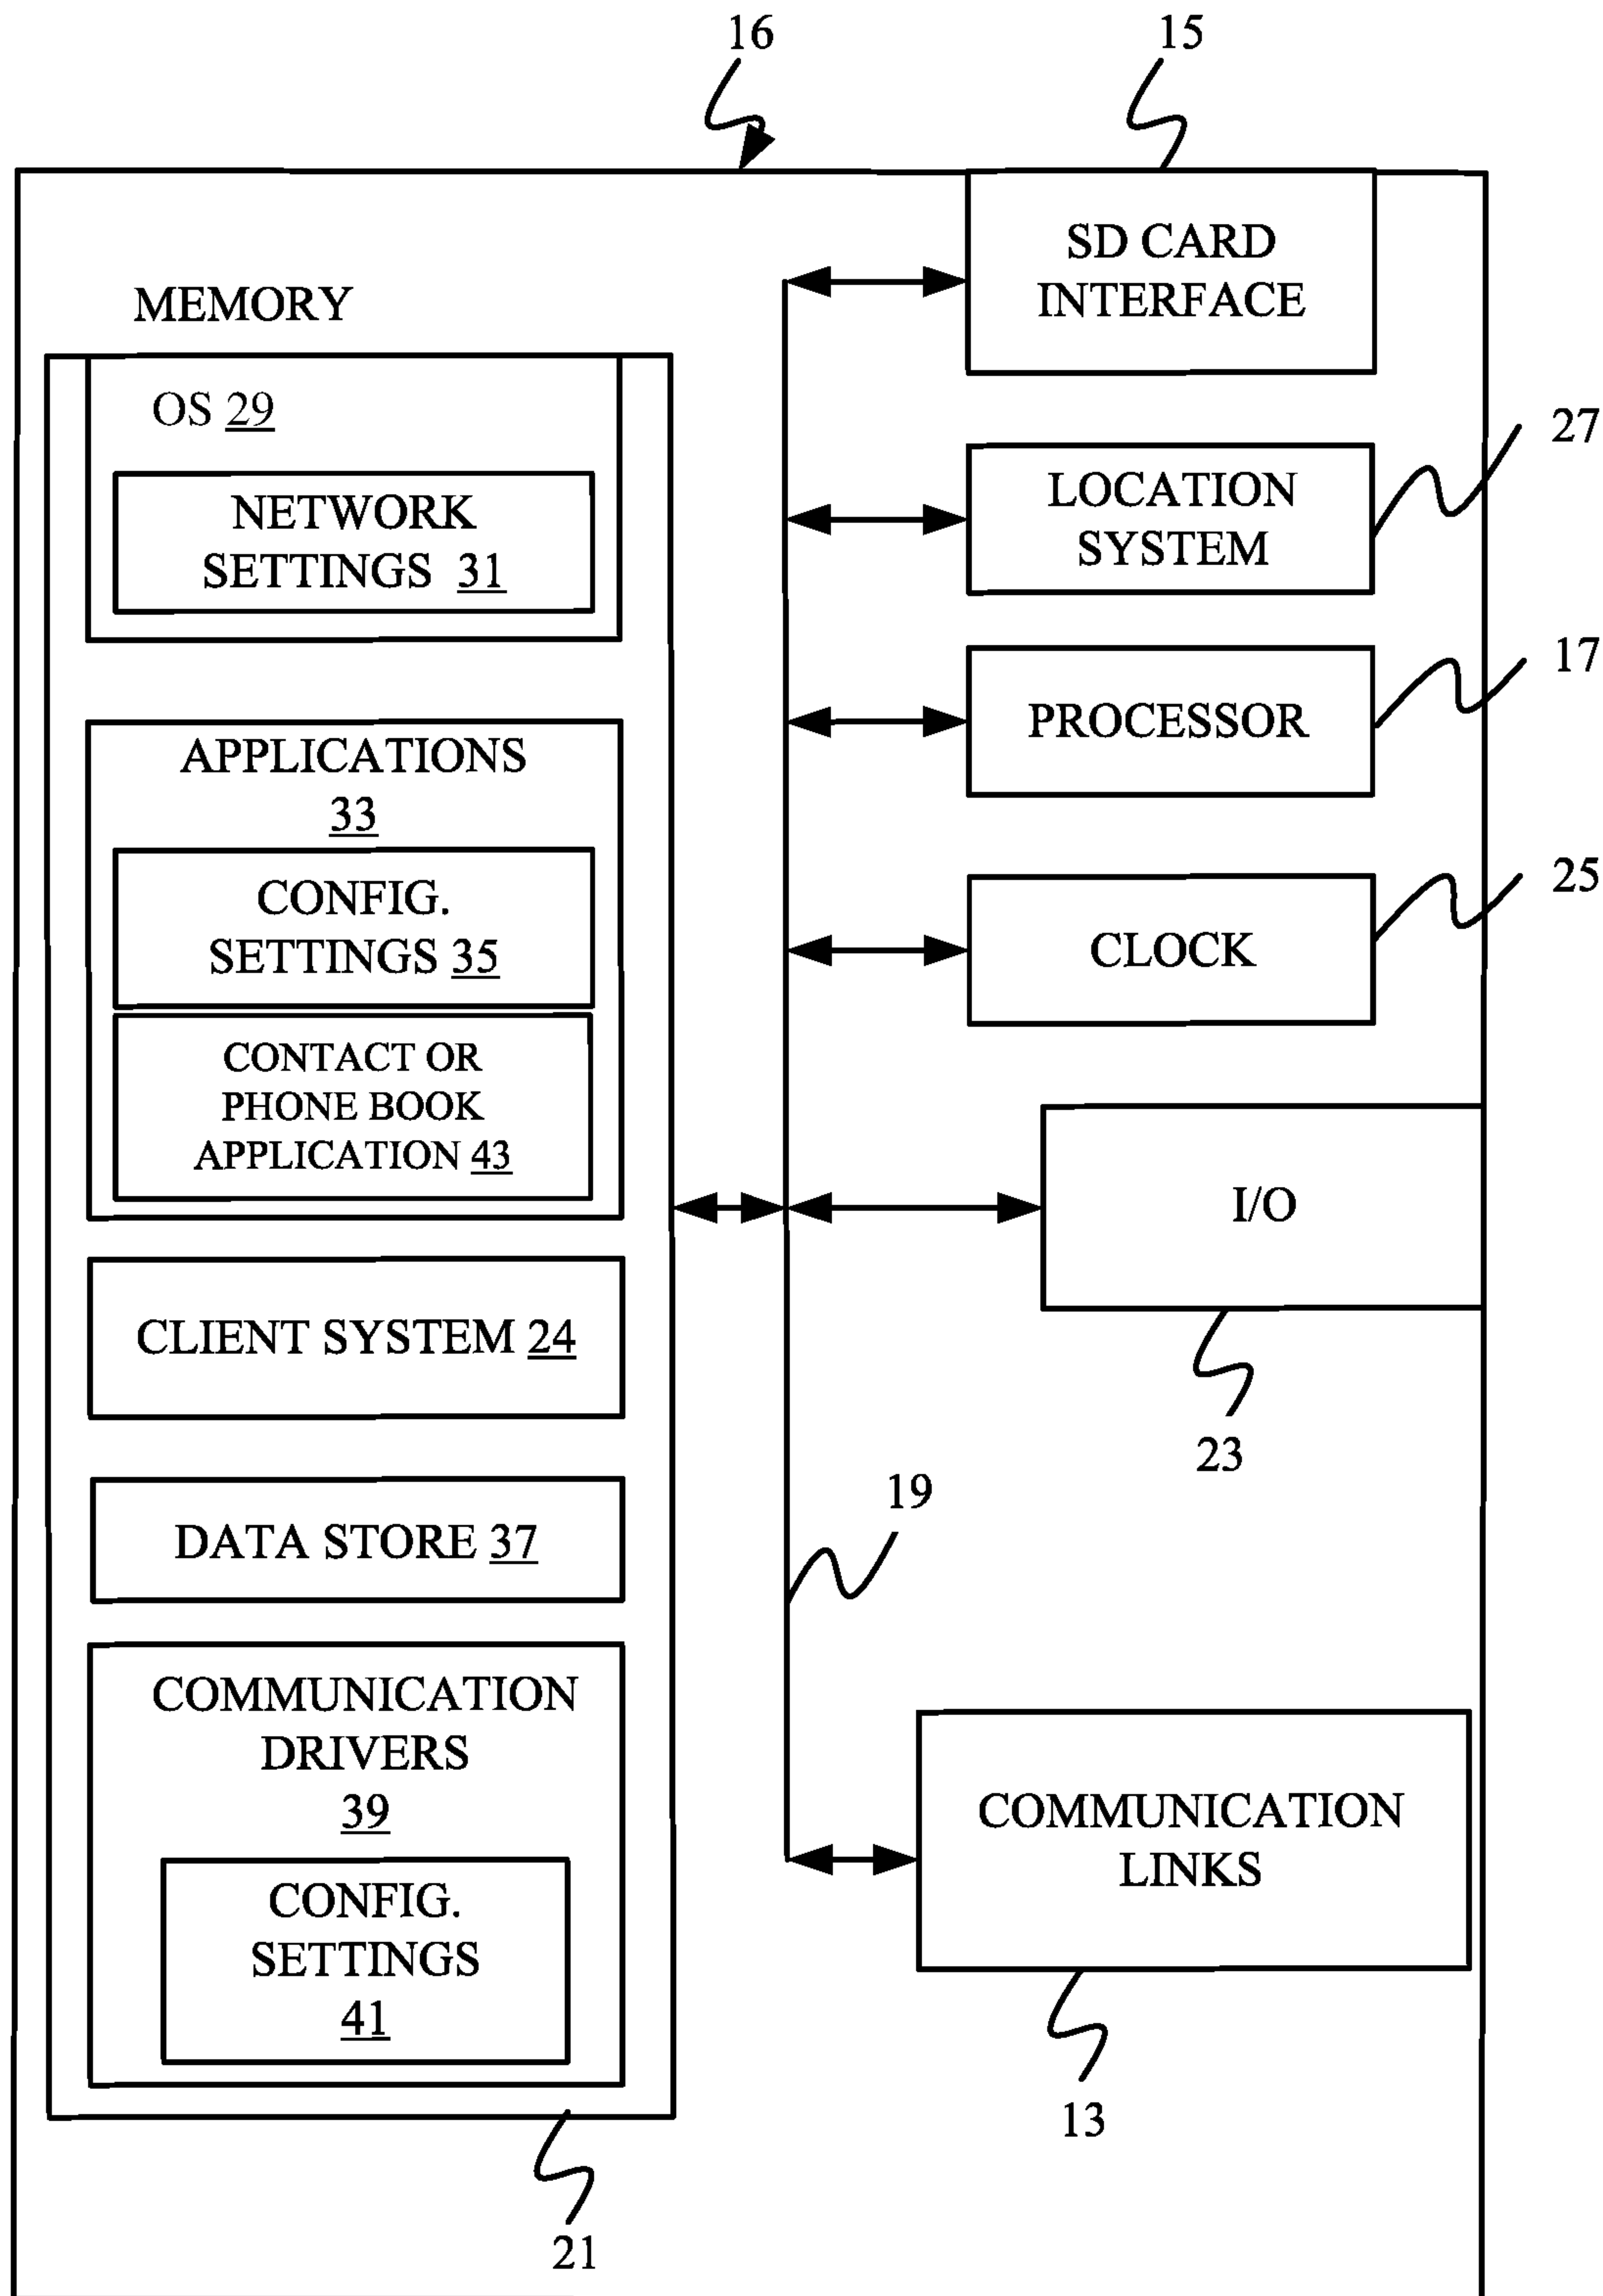 16
15
SD CARD
INTERFACE
MEMORY
OS 29
NETWORK
SETTINGS 31
27
LOCATION
SYSTEM
17
PROCESSOR
APPLICATIONS
33
CONFIG.
SETTINGS 35
25
CLOCK
CONTACT OR
PHONE BOOK
APPLICATION 43
I/O
CLIENT SYSTEM 24
23
19
DATA STORE 37
COMMUNICATION
DRIVERS
39
CONFIG.
SETTINGS
41
COMMUNICATION
LINKS
13
21